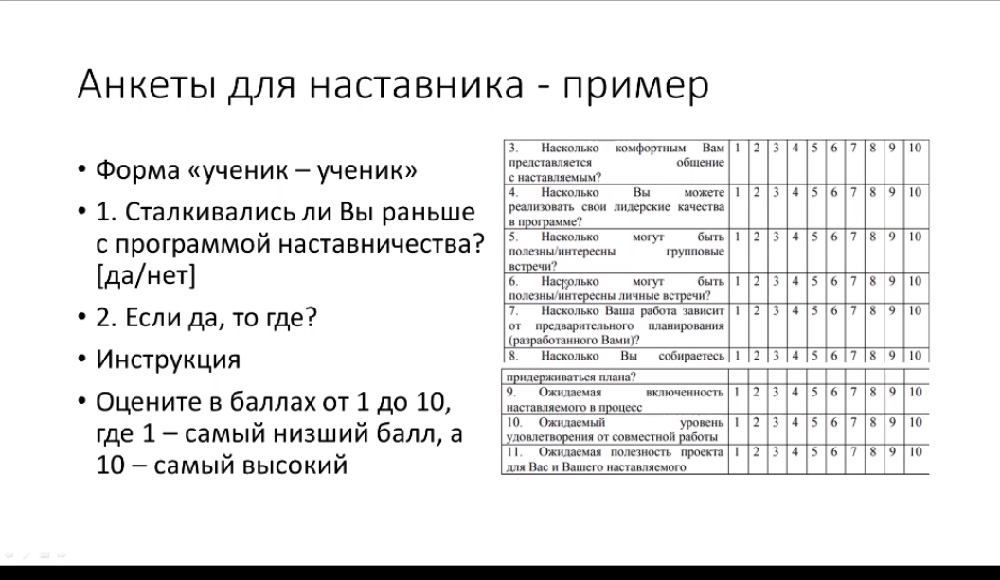 Анкеты для наставника - пример
• Форма «ученик – ученик»
• 1. Сталкивались ли Вы раньше
с программой наставничества?
[да/нет]
• 2. Если да, то где?
• Инструкция
• Оцените в баллах от 1 до 10,
где 1 – самый низший балл, а
10 – самый высокий
3. Насколько комфортным Вам 1 2 3 4 5 6 7 8 9 10
представляется общение
с наставляемым?
4. Насколько Вы можете 1 2 3 4 5 6 7 8 9 10
реализовать свои лидерские качества
в программе?
5. Насколько могут быть 1 2 3 4 5 6 7 8 9 10
полезны/интересны групповые
встречи?
6. Насколько могут быть 1 2 3 4 5 6 7 8 9 10
полезны/интересны личные встречи?
7. Насколько Ваша работа зависит 1 2 3 4 5 6 7 8 9 10
от предварительного планирования
(разработанного Вами)?
8. Насколько Вы собираетесь 1 2 3 4 5 6 7 8 9 10
придерживаться плана?
9. Ожидаемая включенность 1 2 3 4 5 6 7 8 9 10
наставляемого в процесс
10. Ожидаемый уровень 1 2 3 4 5 6 7 8 9 10
удовлетворения от совместной работы
11. Ожидаемая полезность проекта 1 2 3 4 5 6 7 8 9 10
для Вас и Вашего наставляемого